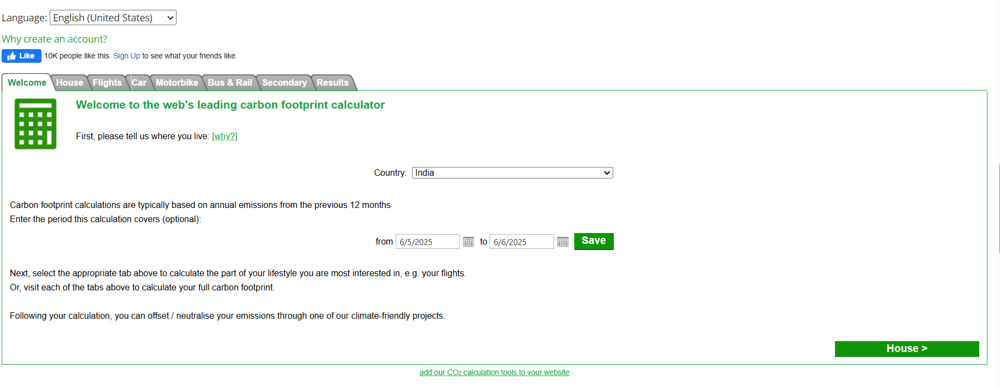 Language: English (United States)
Why create an account?
Like 10K people like this. Sign Up to see what your friends like.
Welcome House Flights Car Motorbike Bus & Rail Secondary Results
Welcome to the web's leading carbon footprint calculator
First, please tell us where you live: [why?]
Country: India
Carbon footprint calculations are typically based on annual emissions from the previous 12 months
Enter the period this calculation covers (optional):
from 6/5/2025 to 6/6/2025 Save
Next, select the appropriate tab above to calculate the part of your lifestyle you are most interested in, e.g. your flights.
Or, visit each of the tabs above to calculate your full carbon footprint.
Following your calculation, you can offset / neutralise your emissions through one of our climate-friendly projects.
House >
add our CO₂ calculation tools to your website